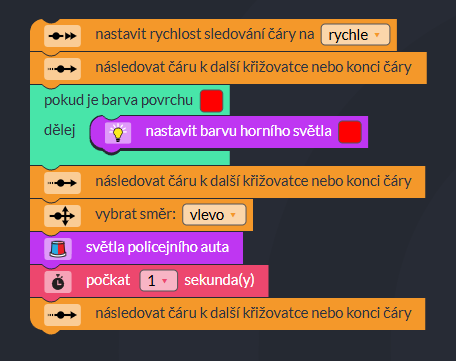 nastavit rychlost sledování čáry na rychle
následovat čáru k další křižovatce nebo konci čáry
pokud je barva povrchu
dělej nastavit barvu horního světla
následovat čáru k další křižovatce nebo konci čáry
vybrat směr: vlevo
světla policejního auta
počkat 1 sekunda(y)
následovat čáru k další křižovatce nebo konci čáry